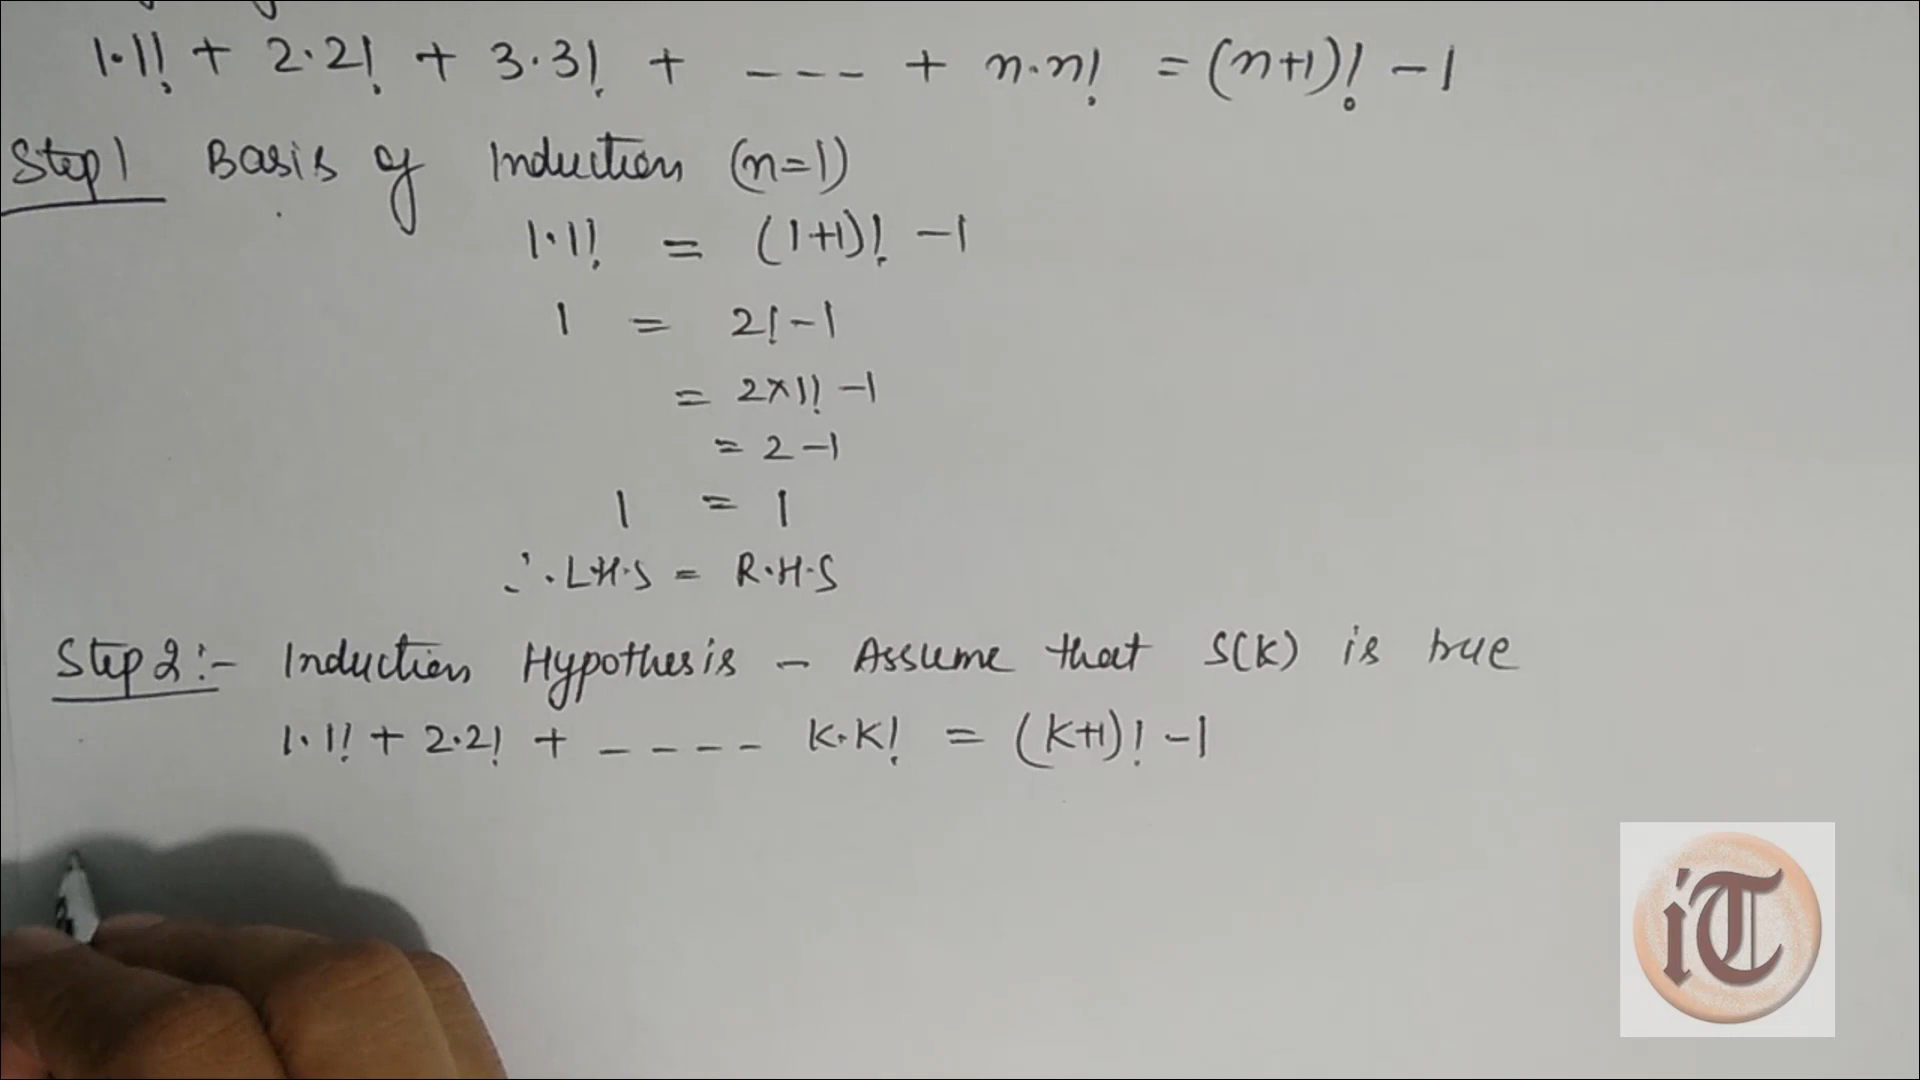 1·1! + 2·2! + 3·3! + --- + n·n! = (n+1)! -1
Step 1 Basis of Induction (n=1)
1·1! = (1+1)! -1
1 = 2! -1
= 2×1! -1
= 2 -1
1 = 1
∴ L.H.S = R.H.S
Step 2 :- Induction Hypothesis - Assume that S(K) is true
1·1! + 2·2! + ---- K·K! = (K+1)! -1
iT